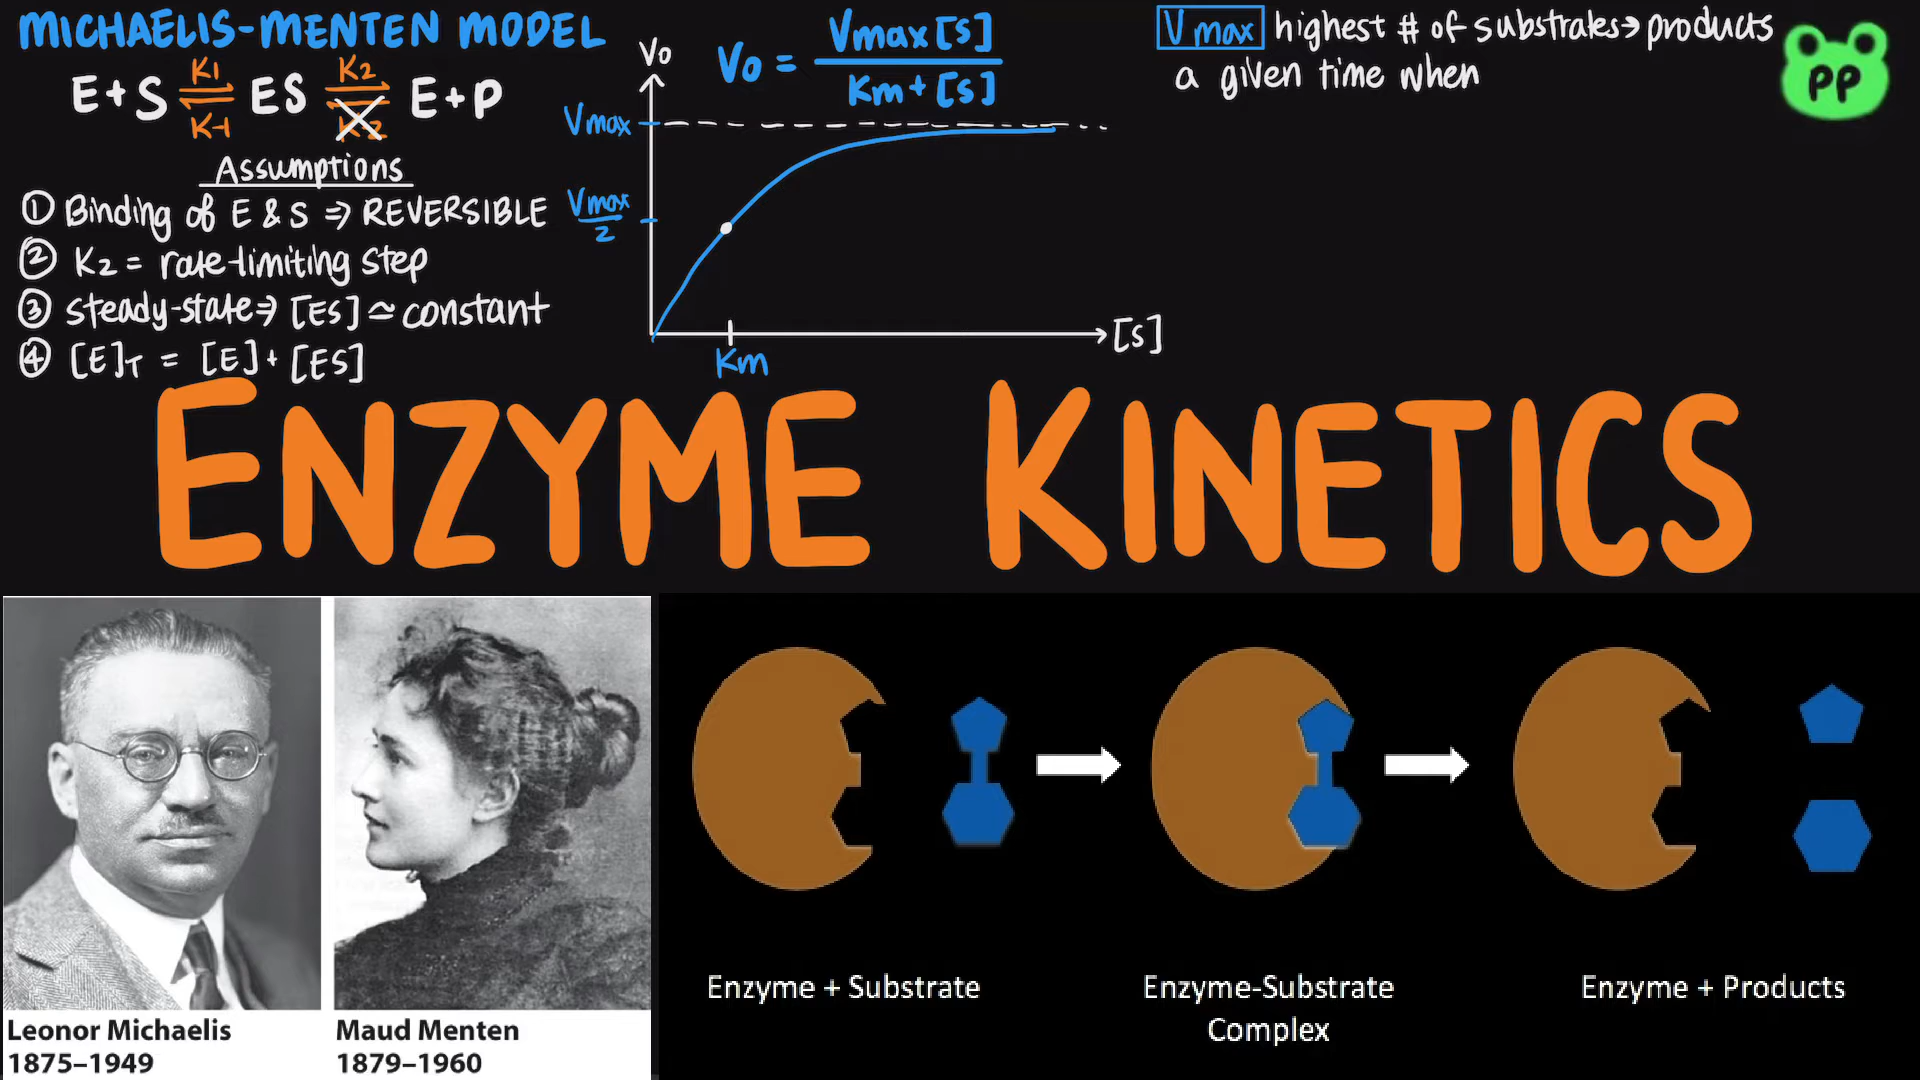 MICHAELIS-MENTEN MODEL
E+S K1 K-1 ES K2 K-2 E+P
Assumptions
① Binding of E & S ⇒ REVERSIBLE
② K2 = rate-limiting step
③ steady-state ⇒ [ES] ≃ constant
④ [E]T = [E] + [ES]
Vo
Vo = Vmax[S] / Km+[S]
Vmax
Vmax/2
Km
[S]
Vmax highest # of substrates → products
a given time when
PP
ENZYME KINETICS
Leonor Michaelis
1875–1949
Maud Menten
1879–1960
Enzyme + Substrate
Enzyme-Substrate
Complex
Enzyme + Products